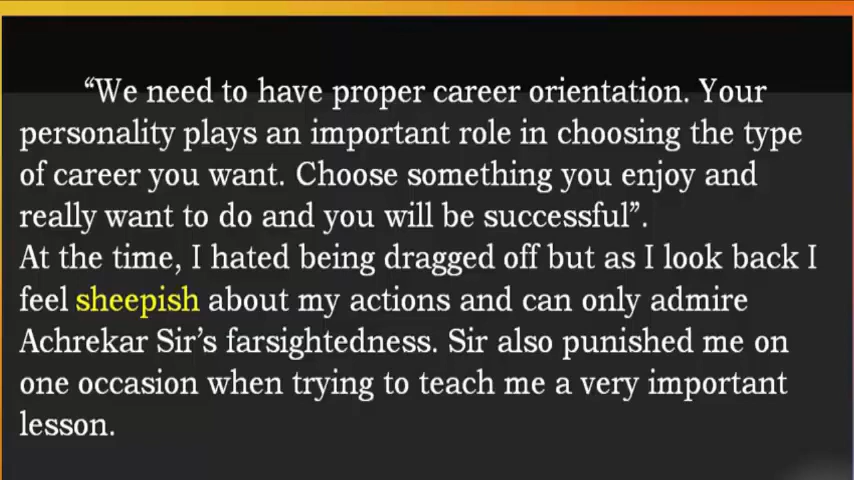 “We need to have proper career orientation. Your
personality plays an important role in choosing the type
of career you want. Choose something you enjoy and
really want to do and you will be successful”.
At the time, I hated being dragged off but as I look back I
feel sheepish about my actions and can only admire
Achrekar Sir’s farsightedness. Sir also punished me on
one occasion when trying to teach me a very important
lesson.